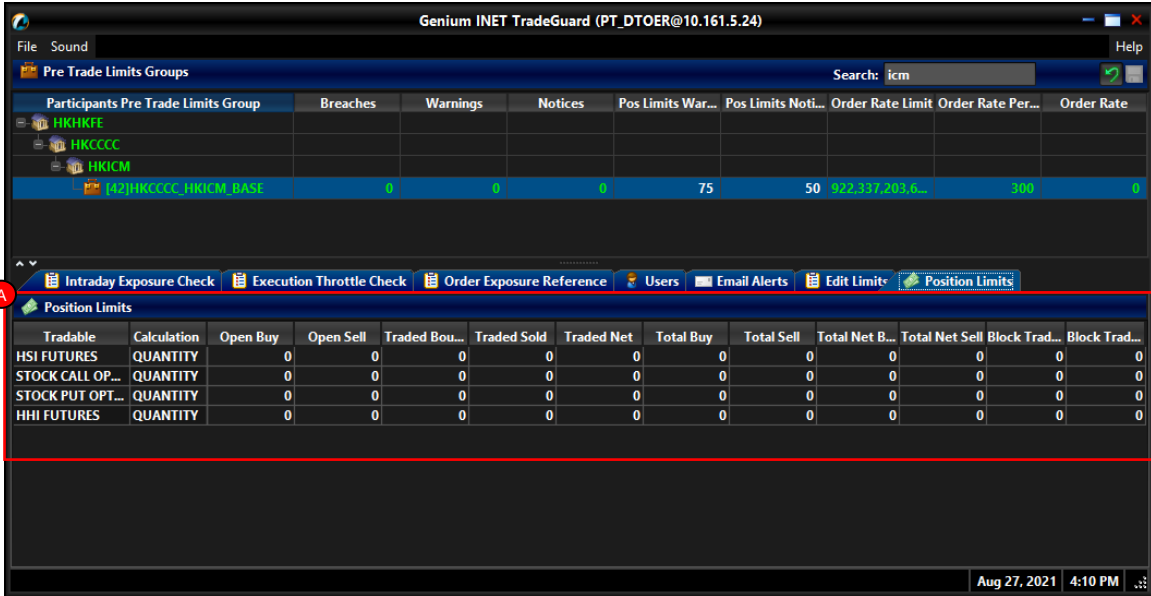 Genium INET TradeGuard (PT_DTOER@10.161.5.24)
File Sound Help
Pre Trade Limits Groups Search: icm
Participants Pre Trade Limits Group Breaches Warnings Notices Pos Limits War... Pos Limits Noti... Order Rate Limit Order Rate Per... Order Rate
HKHKFE
HKCCCC
HKICM
[42]HKCCCC_HKICM_BASE 0 0 0 75 50 922,337,203,6... 300 0
Intraday Exposure Check Execution Throttle Check Order Exposure Reference Users Email Alerts Edit Limits Position Limits
A
Position Limits
Tradable Calculation Open Buy Open Sell Traded Bou... Traded Sold Traded Net Total Buy Total Sell Total Net B... Total Net Sell Block Trad... Block Trad...
HSI FUTURES QUANTITY 0 0 0 0 0 0 0 0 0 0 0
STOCK CALL OP... QUANTITY 0 0 0 0 0 0 0 0 0 0 0
STOCK PUT OPT... QUANTITY 0 0 0 0 0 0 0 0 0 0 0
HHI FUTURES QUANTITY 0 0 0 0 0 0 0 0 0 0 0
Aug 27, 2021 4:10 PM